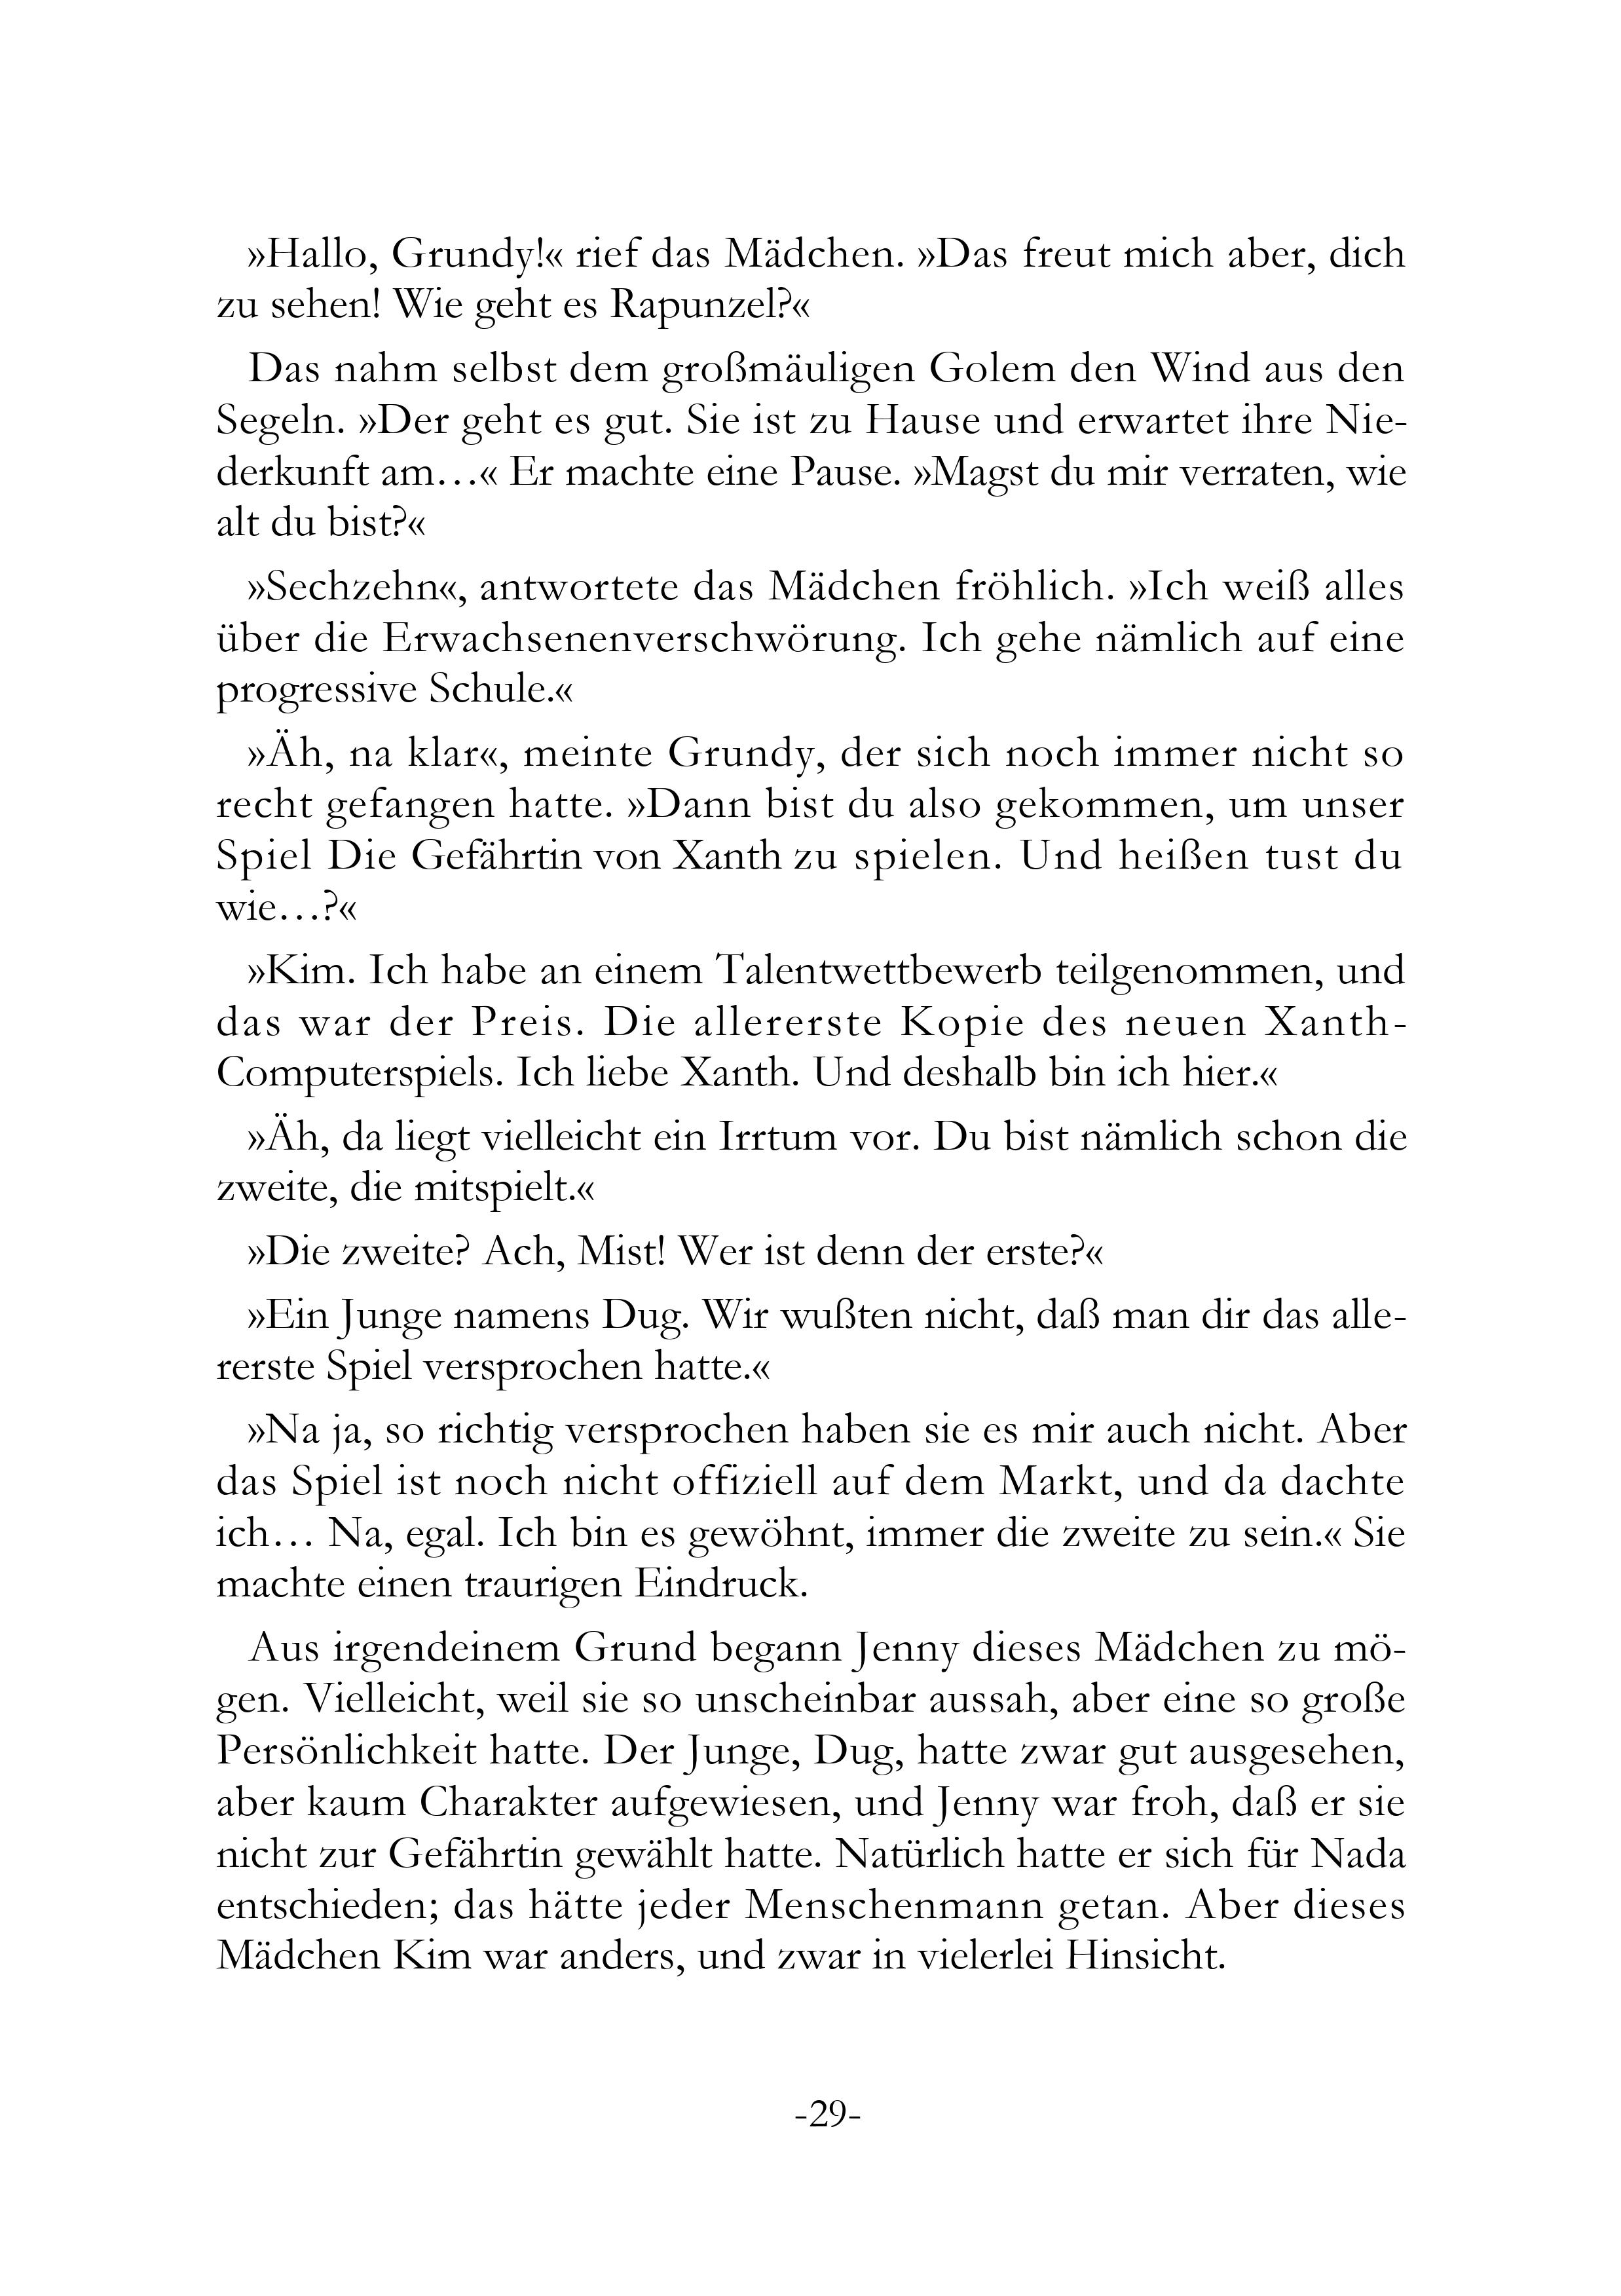 »Hallo, Grundy!« rief das Mädchen. »Das freut mich aber, dich
zu sehen! Wie geht es Rapunzel?«
Das nahm selbst dem großmäuligen Golem den Wind aus den
Segeln. »Der geht es gut. Sie ist zu Hause und erwartet ihre Nie-
derkunft am…« Er machte eine Pause. »Magst du mir verraten, wie
alt du bist?«
»Sechzehn«, antwortete das Mädchen fröhlich. »Ich weiß alles
über die Erwachsenenverschwörung. Ich gehe nämlich auf eine
progressive Schule.«
»Äh, na klar«, meinte Grundy, der sich noch immer nicht so
recht gefangen hatte. »Dann bist du also gekommen, um unser
Spiel Die Gefährtin von Xanth zu spielen. Und heißen tust du
wie…?«
»Kim. Ich habe an einem Talentwettbewerb teilgenommen, und
das war der Preis. Die allererste Kopie des neuen Xanth-
Computerspiels. Ich liebe Xanth. Und deshalb bin ich hier.«
»Äh, da liegt vielleicht ein Irrtum vor. Du bist nämlich schon die
zweite, die mitspielt.«
»Die zweite? Ach, Mist! Wer ist denn der erste?«
»Ein Junge namens Dug. Wir wußten nicht, daß man dir das alle-
rerste Spiel versprochen hatte.«
»Na ja, so richtig versprochen haben sie es mir auch nicht. Aber
das Spiel ist noch nicht offiziell auf dem Markt, und da dachte
ich… Na, egal. Ich bin es gewöhnt, immer die zweite zu sein.« Sie
machte einen traurigen Eindruck.
Aus irgendeinem Grund begann Jenny dieses Mädchen zu mö-
gen. Vielleicht, weil sie so unscheinbar aussah, aber eine so große
Persönlichkeit hatte. Der Junge, Dug, hatte zwar gut ausgesehen,
aber kaum Charakter aufgewiesen, und Jenny war froh, daß er sie
nicht zur Gefährtin gewählt hatte. Natürlich hatte er sich für Nada
entschieden; das hätte jeder Menschenmann getan. Aber dieses
Mädchen Kim war anders, und zwar in vielerlei Hinsicht.
-29-